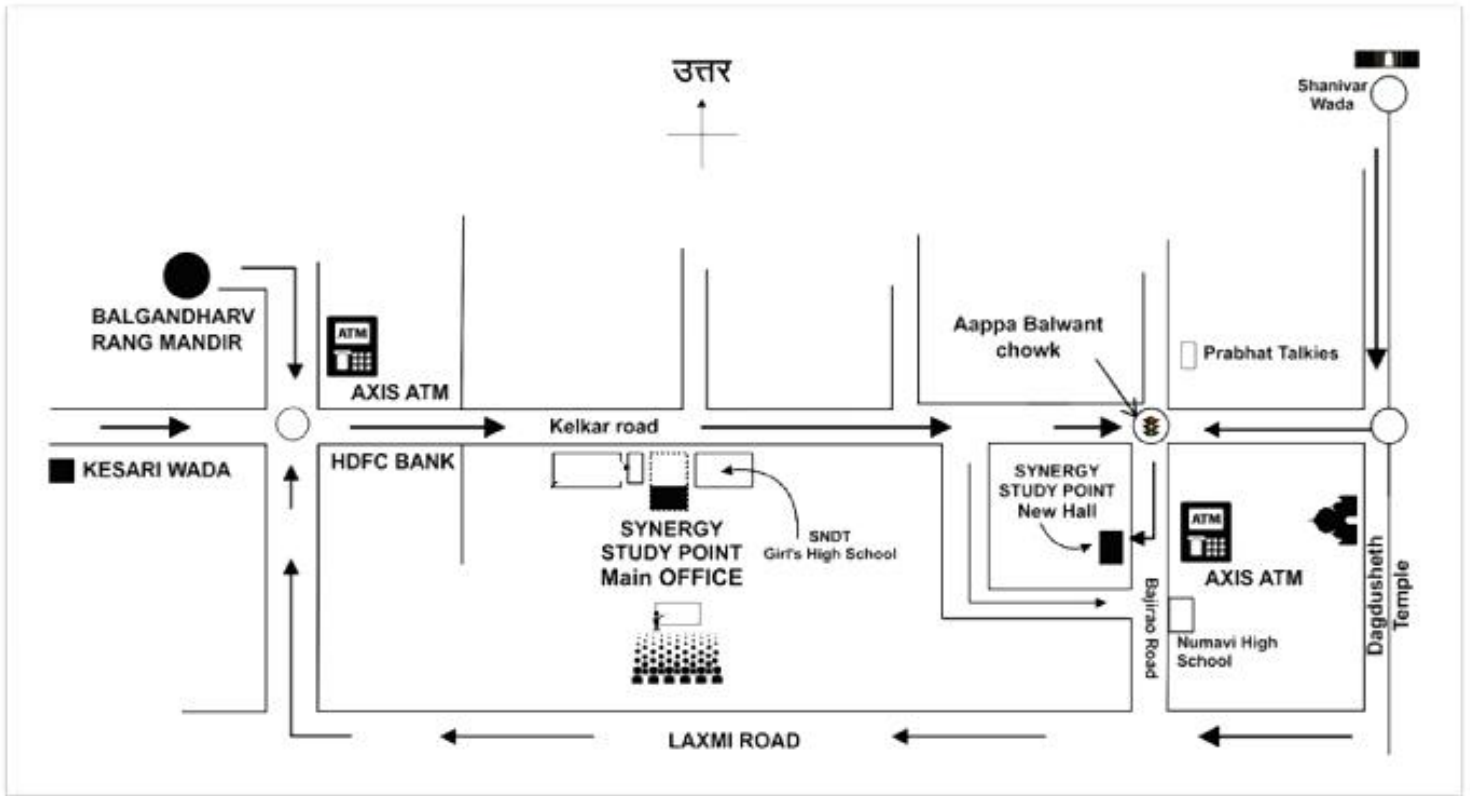 उत्तर
Shanivar
Wada
BALGANDHARV
RANG MANDIR
ATM
AXIS ATM
Aappa Balwant
chowk
Prabhat Talkies
Kelkar road
KESARI WADA
HDFC BANK
SYNERGY
STUDY POINT
Main OFFICE
SNDT
Girl's High School
SYNERGY
STUDY POINT
New Hall
ATM
AXIS ATM
Bajirao Road
Numavi High
School
Dagdusheth
Temple
LAXMI ROAD